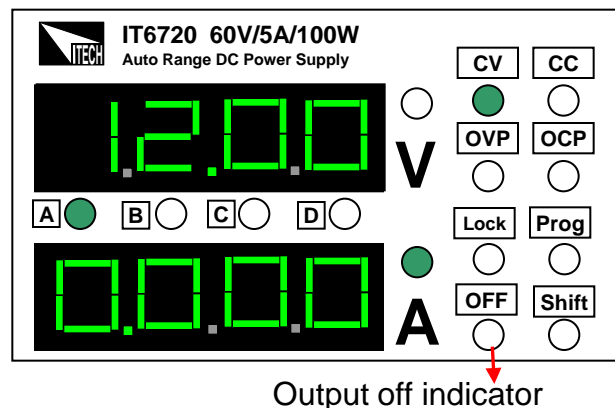 ITECH
IT6720 60V/5A/100W
Auto Range DC Power Supply
CV CC
12.00
V
OVP OCP
A B C D
Lock Prog
0.000
A
OFF Shift
Output off indicator